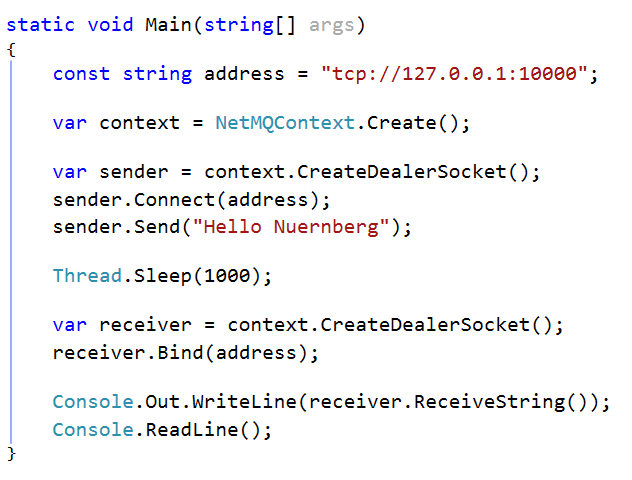 static void Main(string[] args)
{
const string address = "tcp://127.0.0.1:10000";
var context = NetMQContext.Create();
var sender = context.CreateDealerSocket();
sender.Connect(address);
sender.Send("Hello Nuernberg");
Thread.Sleep(1000);
var receiver = context.CreateDealerSocket();
receiver.Bind(address);
Console.Out.WriteLine(receiver.ReceiveString());
Console.ReadLine();
}